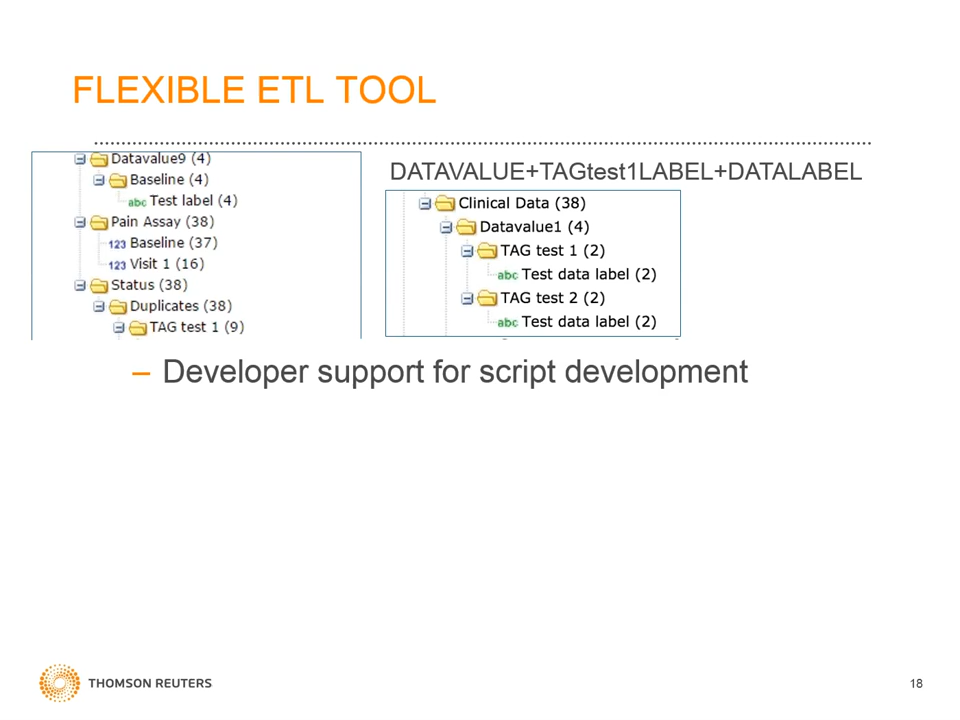 FLEXIBLE ETL TOOL
Datavalue9 (4)
Baseline (4)
abc Test label (4)
Pain Assay (38)
123 Baseline (37)
123 Visit 1 (16)
Status (38)
Duplicates (38)
TAG test 1 (9)
DATAVALUE+TAGtest1LABEL+DATALABEL
Clinical Data (38)
Datavalue1 (4)
TAG test 1 (2)
abc Test data label (2)
TAG test 2 (2)
abc Test data label (2)
– Developer support for script development
THOMSON REUTERS
18